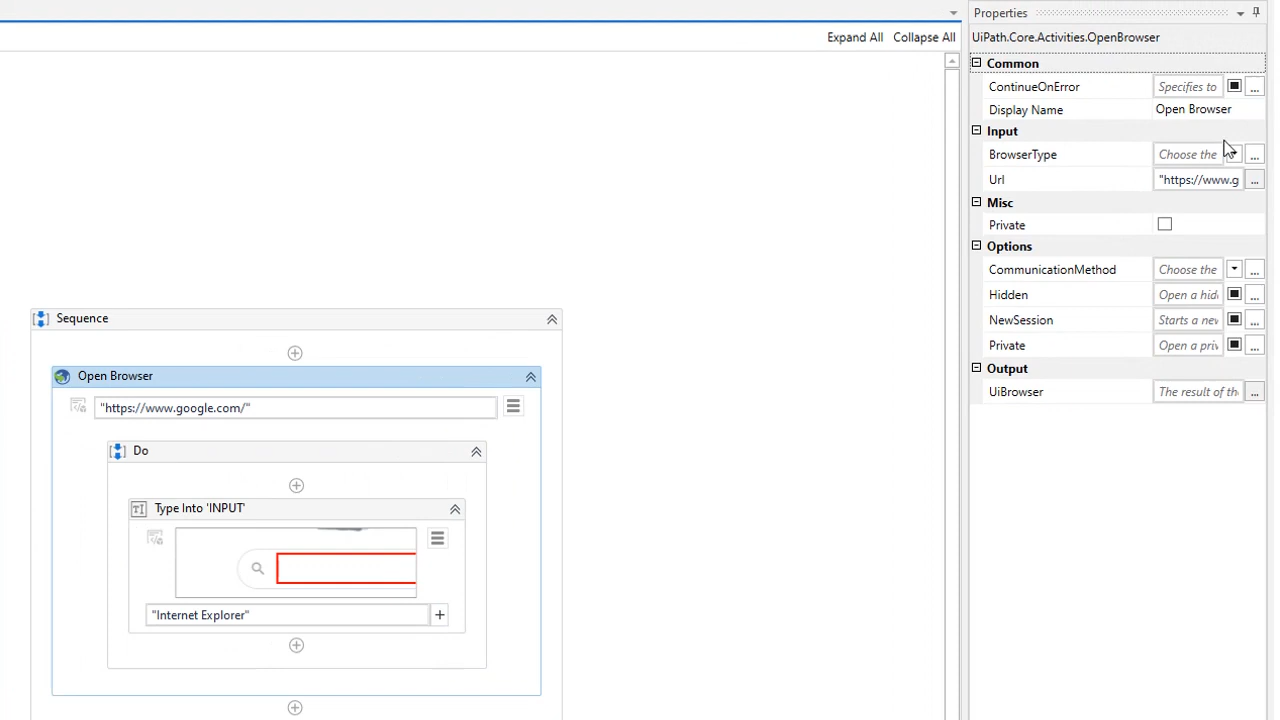 Properties
Expand All Collapse All
UiPath.Core.Activities.OpenBrowser
Common
ContinueOnError Specifies to ...
Display Name Open Browser
Input
BrowserType Choose the ...
Url "https://www.g ...
Misc
Private
Options
CommunicationMethod Choose the ...
Hidden Open a hid ...
NewSession Starts a nev ...
Private Open a priv ...
Output
UiBrowser The result of the ...
Sequence
Open Browser
"https://www.google.com/"
Do
Type Into 'INPUT'
"Internet Explorer"